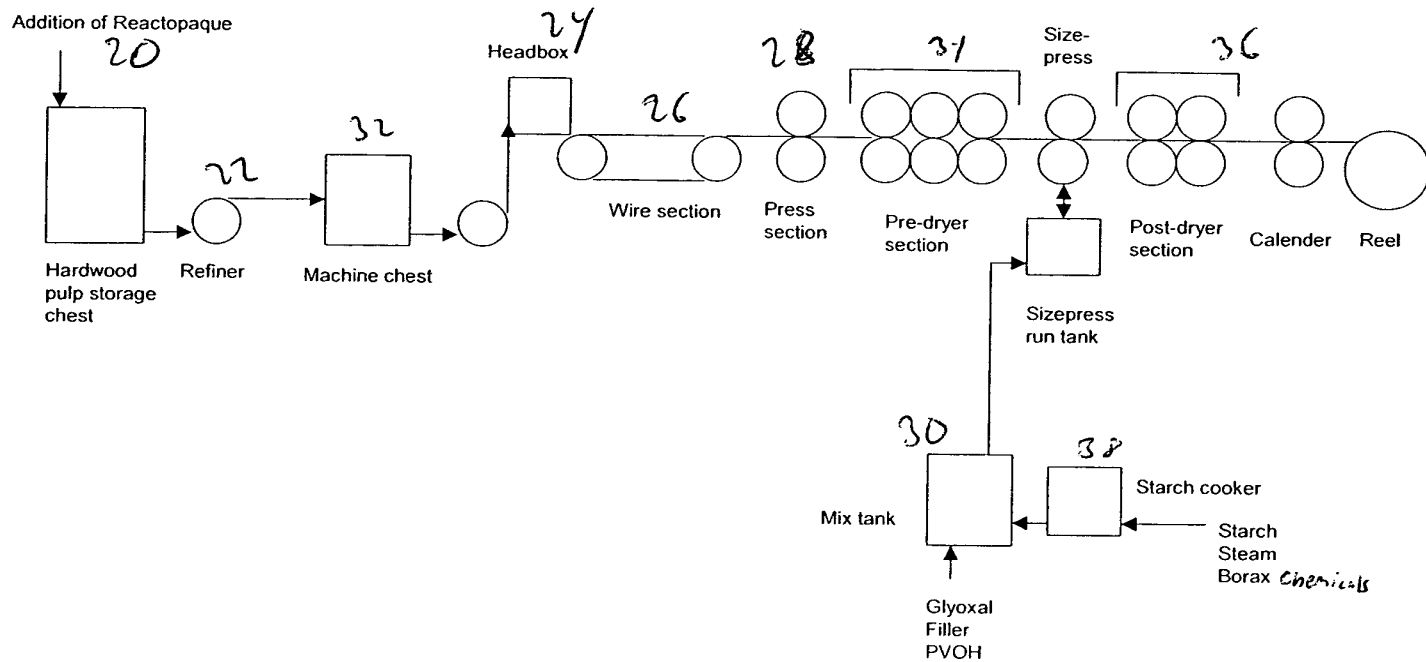 Addition of Reactopaque
20
24
Headbox
28
34
Size-
press
36
32
26
22
Wire section
Press
section
Pre-dryer
section
Post-dryer
section
Calender
Reel
Hardwood
pulp storage
chest
Refiner
Machine chest
Sizepress
run tank
30
38
Starch cooker
Mix tank
Starch
Steam
Borax chemicals
Glyoxal
Filler
PVOH